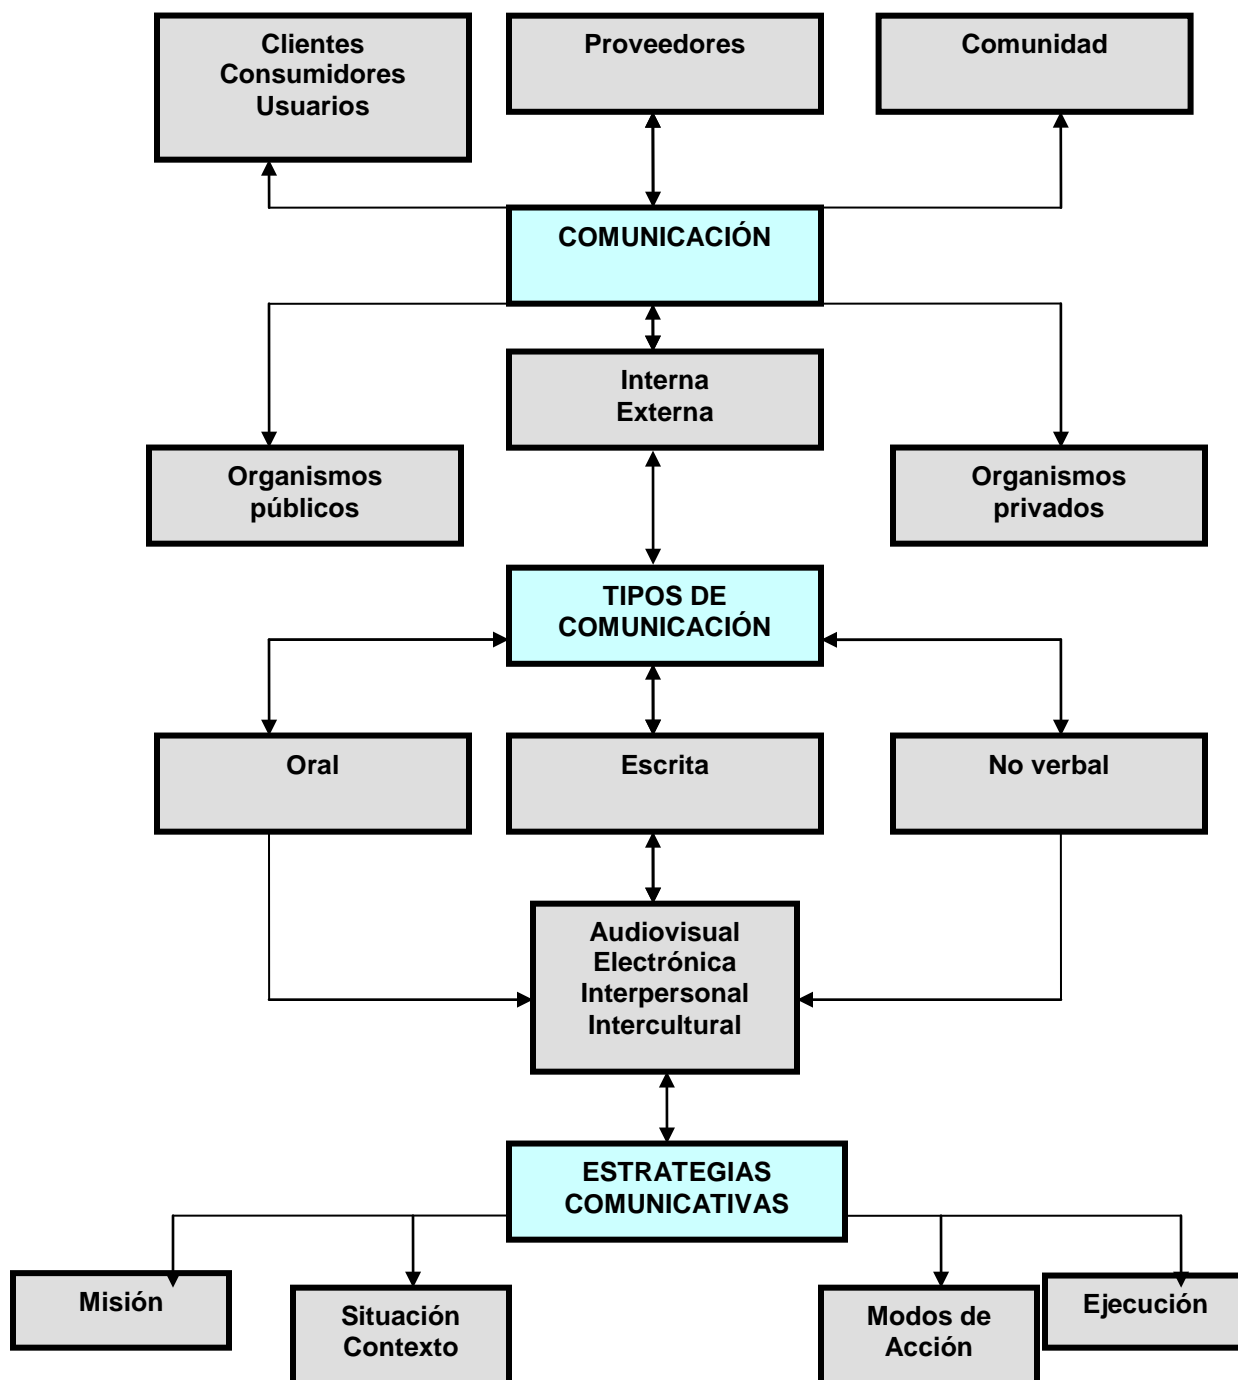 Clientes
Consumidores
Usuarios
Proveedores
Comunidad
COMUNICACIÓN
Interna
Externa
Organismos
públicos
Organismos
privados
TIPOS DE
COMUNICACIÓN
Oral
Escrita
No verbal
Audiovisual
Electrónica
Interpersonal
Intercultural
ESTRATEGIAS
COMUNICATIVAS
Misión
Situación
Contexto
Modos de
Acción
Ejecución